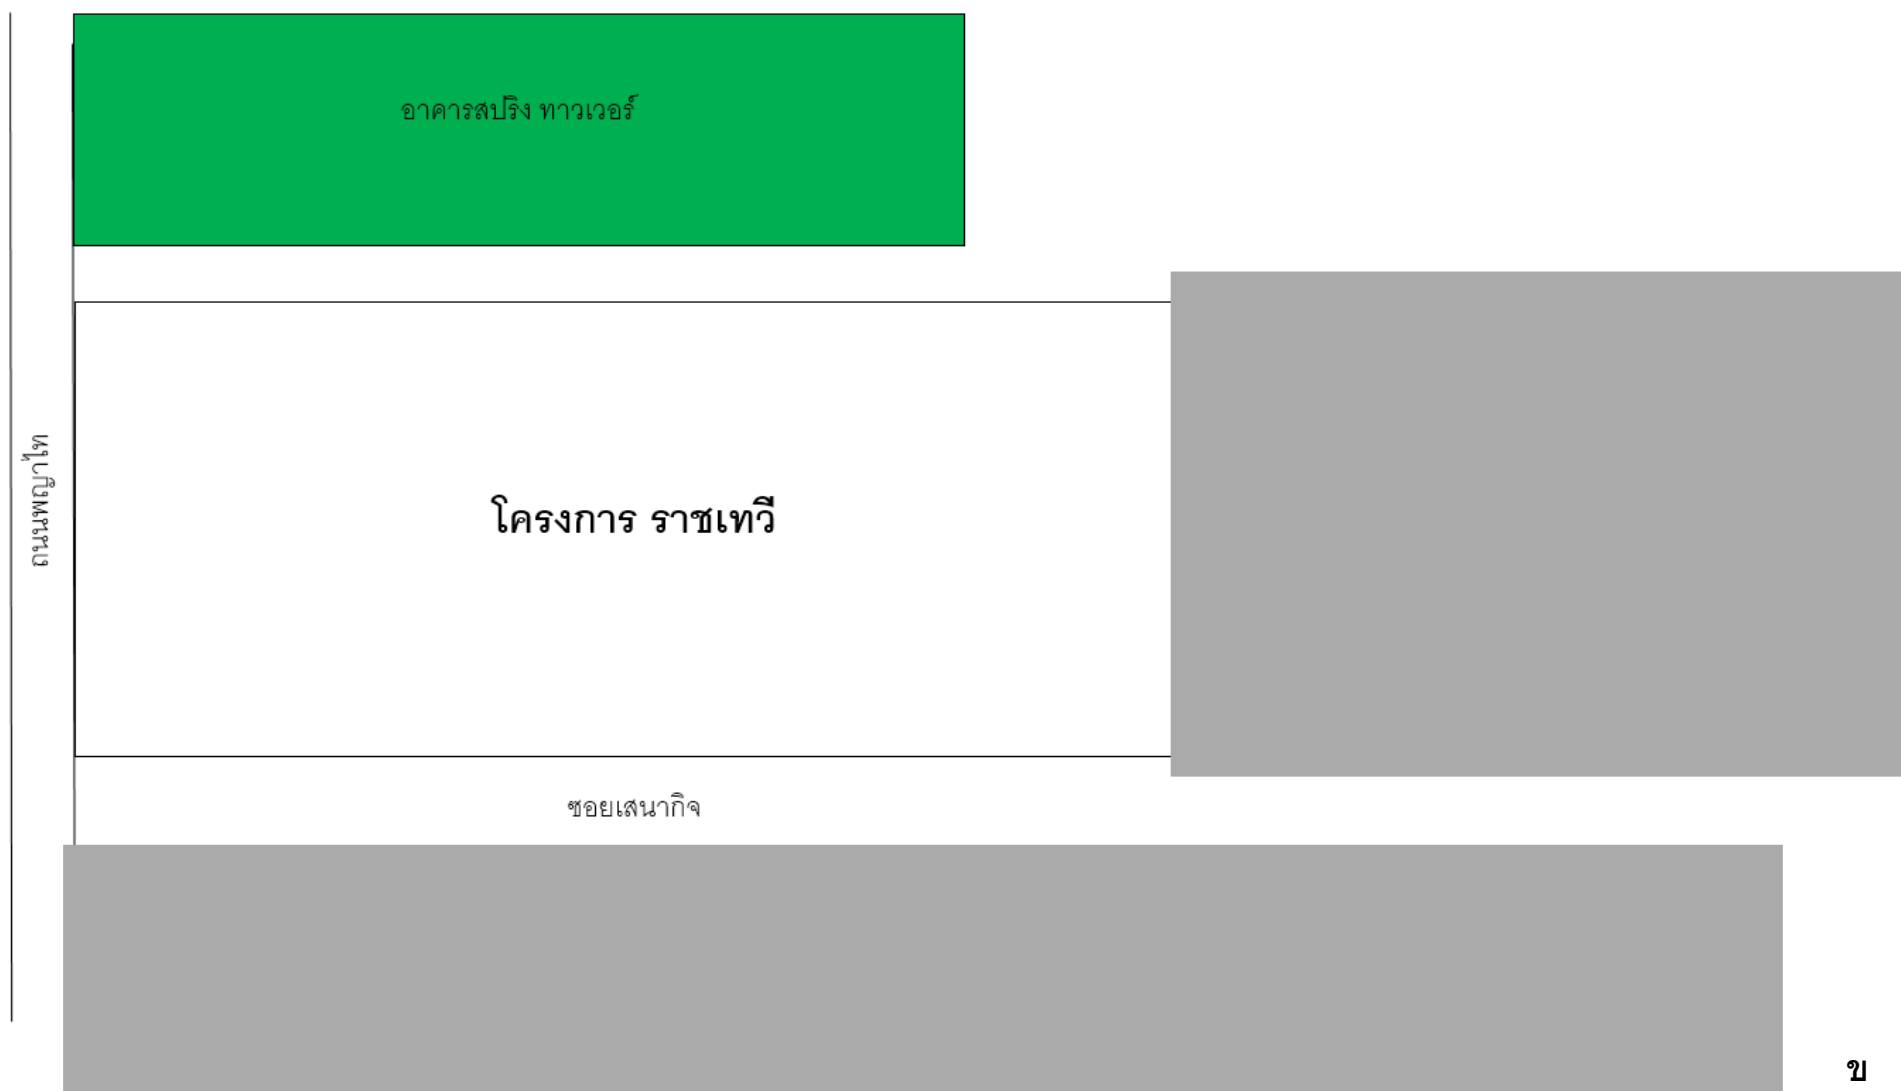 อาคารสปริง ทาวเวอร์
ถนนพญาไท
โครงการ ราชเทวี
ซอยเสนากิจ
ข